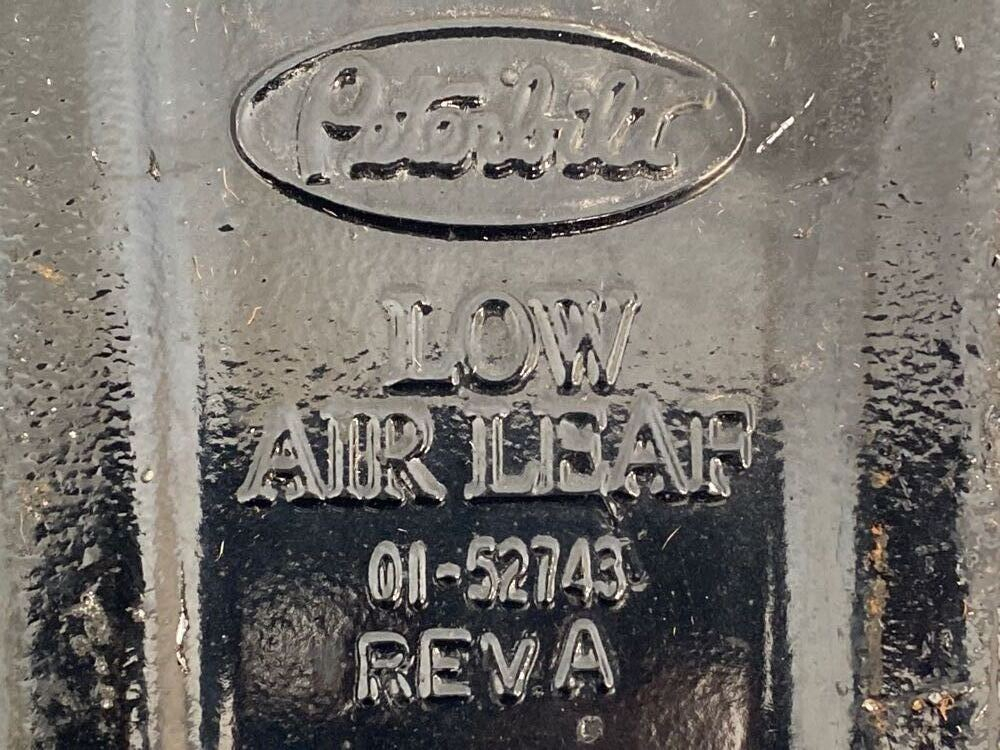 Peterbilt
LOW
AIR LEAF
01-52743
REV.A